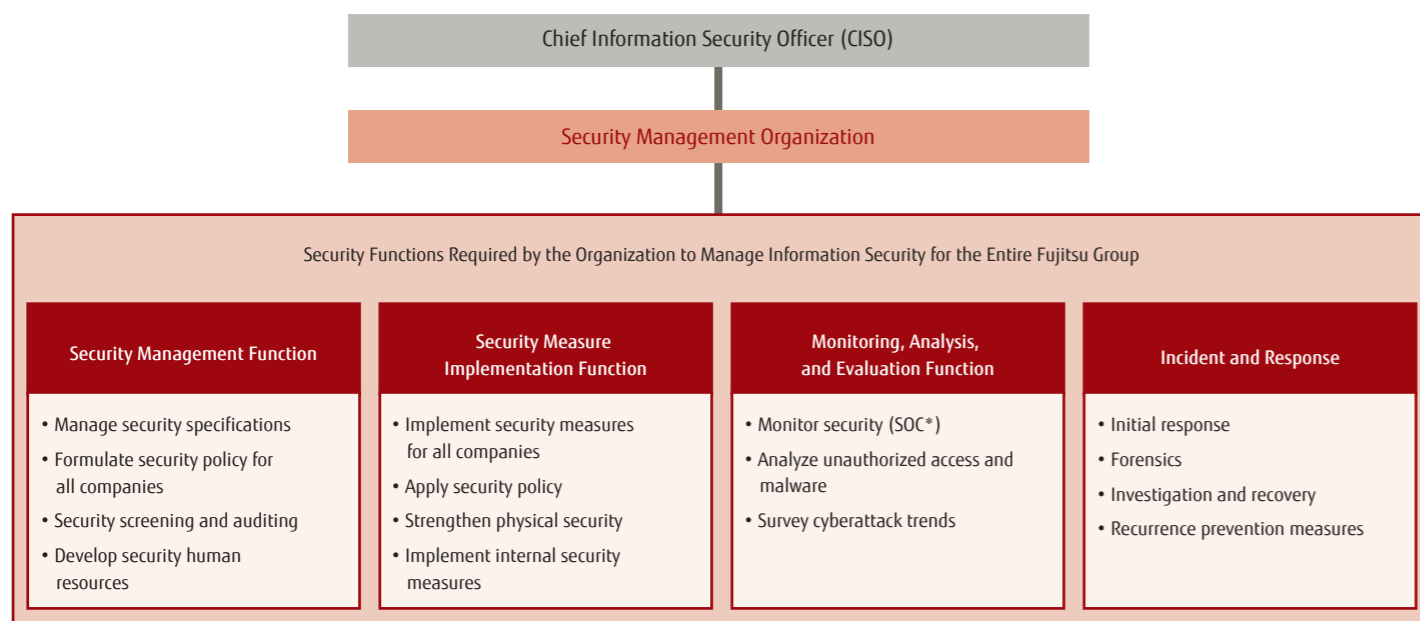 Chief Information Security Officer (CISO)
Security Management Organization
Security Functions Required by the Organization to Manage Information Security for the Entire Fujitsu Group
Security Management Function
• Manage security specifications
• Formulate security policy for
all companies
• Security screening and auditing
• Develop security human
resources
Security Measure
Implementation Function
• Implement security measures
for all companies
• Apply security policy
• Strengthen physical security
• Implement internal security
measures
Monitoring, Analysis,
and Evaluation Function
• Monitor security (SOC*)
• Analyze unauthorized access and
malware
• Survey cyberattack trends
Incident and Response
• Initial response
• Forensics
• Investigation and recovery
• Recurrence prevention measures